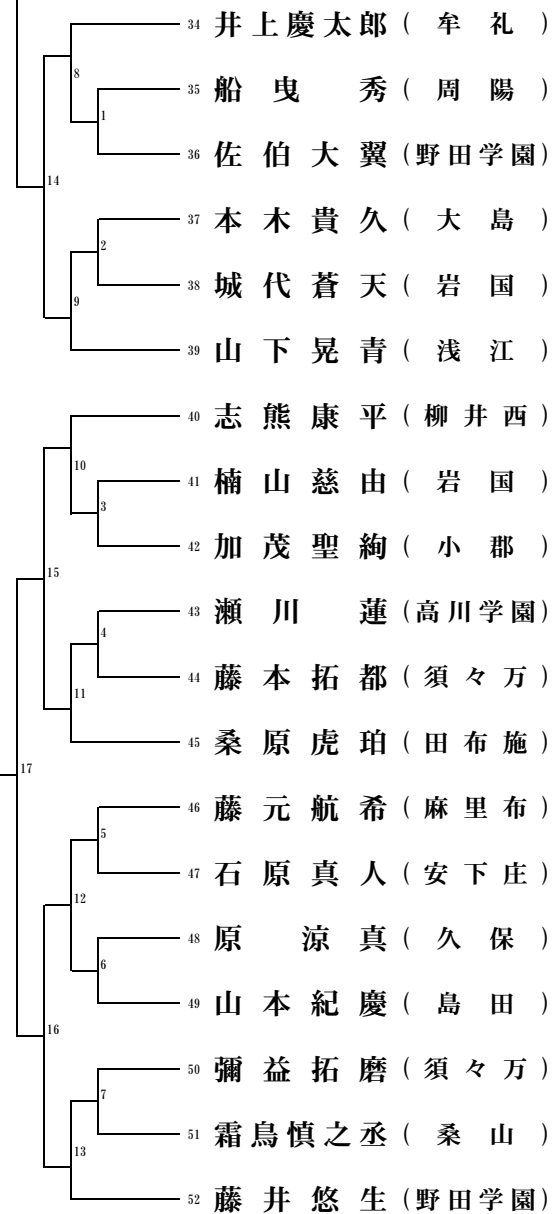 34 井上慶太郎 (牟礼)
8
35 船曳 秀 (周陽)
1
36 佐伯大翼 (野田学園)
14
37 本木貴久 (大島)
2
38 城代蒼天 (岩国)
9
39 山下晃青 (浅江)
40 志熊康平 (柳井西)
10
41 楠山慈由 (岩国)
3
42 加茂聖絢 (小郡)
15
43 瀬川 蓮 (高川学園)
4
44 藤本拓都 (須々万)
11
45 桑原虎珀 (田布施)
17
46 藤元航希 (麻里布)
5
47 石原真人 (安下庄)
12
48 原 涼真 (久保)
6
49 山本紀慶 (島田)
16
50 彌益拓磨 (須々万)
7
51 霜鳥慎之丞 (桑山)
13
52 藤井悠生 (野田学園)